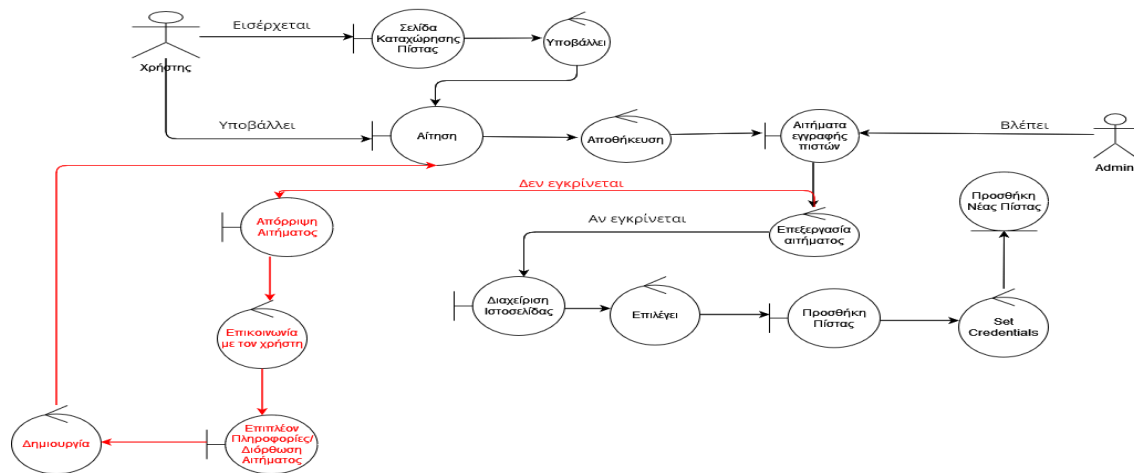 Εισέρχεται
Σελίδα
Καταχώρησης
Πίστας
Υποβάλλει
Χρήστης
Υποβάλλει
Αίτηση
Αποθήκευση
Αιτήματα
εγγραφής
πιστών
Βλέπει
Admin
Δεν εγκρίνεται
Απόρριψη
Αιτήματος
Αν εγκρίνεται
Επεξεργασία
αιτήματος
Προσθήκη
Νέας Πίστας
Διαχείριση
Ιστοσελίδας
Επιλέγει
Προσθήκη
Πίστας
Set
Credentials
Επικοινωνία
με τον χρήστη
Επιπλέον
Πληροφορίες/
Διόρθωση
Αιτήματος
Δημιουργία